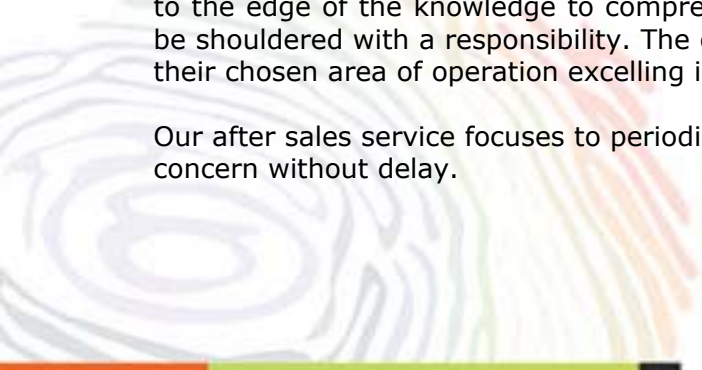 to the edge of the knowledge to compre
be shouldered with a responsibility. The
their chosen area of operation excelling i
Our after sales service focuses to periodi
concern without delay.